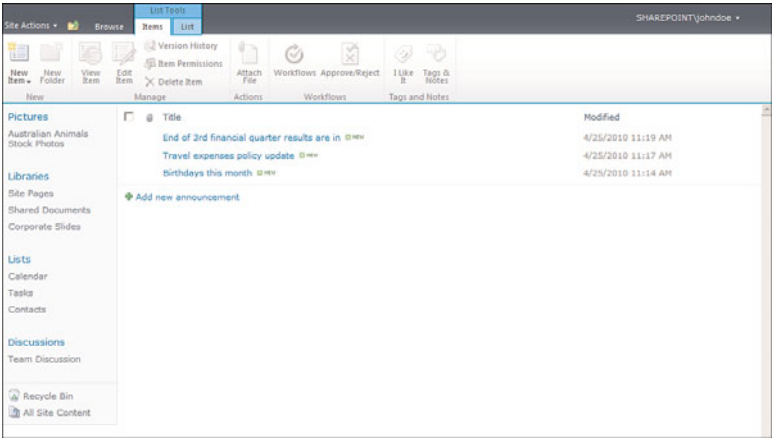 List Tools
Site Actions Browse Items List SHAREPOINT\johndoe
Version History
Item Permissions
Delete Item
New Item New Folder View Item Edit Item Attach File Workflows Approve/Reject I Like It Tags & Notes
New Manage Actions Workflows Tags and Notes
Pictures
Australian Animals
Stock Photos
Libraries
Site Pages
Shared Documents
Corporate Slides
Lists
Calendar
Tasks
Contacts
Discussions
Team Discussion
Recycle Bin
All Site Content
Title Modified
End of 3rd financial quarter results are in NEW 4/25/2010 11:19 AM
Travel expenses policy update NEW 4/25/2010 11:17 AM
Birthdays this month NEW 4/25/2010 11:14 AM
Add new announcement